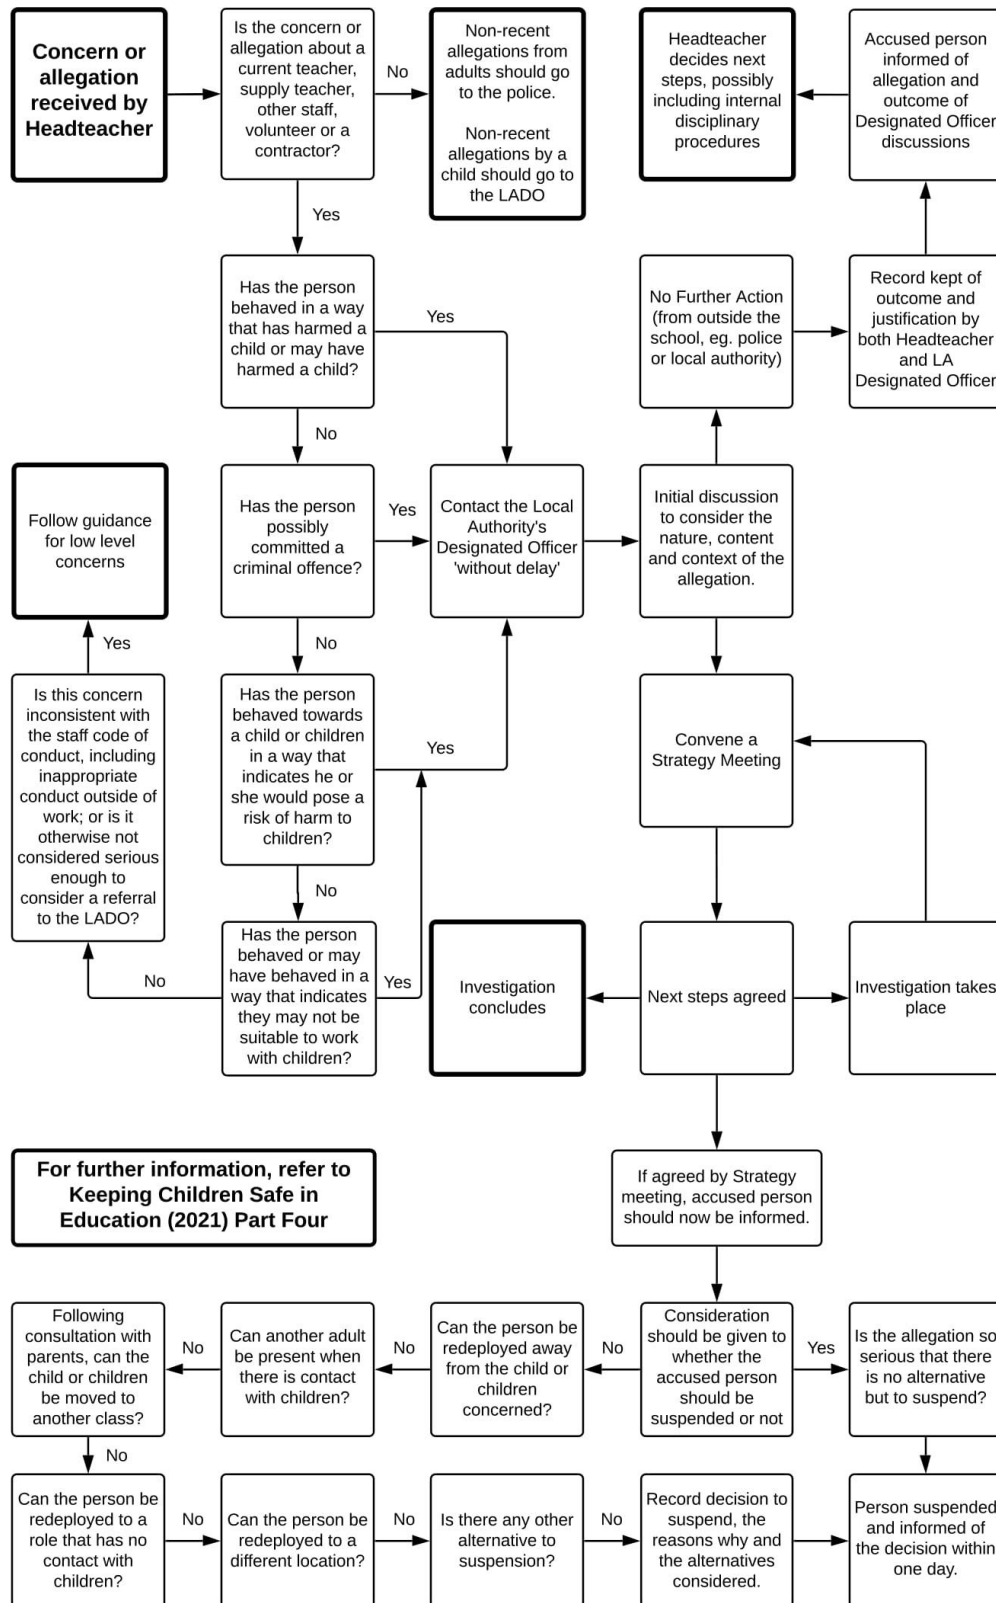 Concern or
allegation
received by
Headteacher
Is the concern or
allegation about a
current teacher,
supply teacher,
other staff,
volunteer or a
contractor?
No
Non-recent
allegations from
adults should go
to the police.
Non-recent
allegations by a
child should go to
the LADO
Headteacher
decides next
steps, possibly
including internal
disciplinary
procedures
Accused person
informed of
allegation and
outcome of
Designated Officer
discussions
Yes
Has the person
behaved in a way
that has harmed a
child or may have
harmed a child?
Yes
No Further Action
(from outside the
school, eg. police
or local authority)
Record kept of
outcome and
justification by
both Headteacher
and LA
Designated Officer
No
Follow guidance
for low level
concerns
Has the person
possibly
committed a
criminal offence?
Yes
Contact the Local
Authority's
Designated Officer
'without delay'
Initial discussion
to consider the
nature, content
and context of the
allegation.
Yes
No
Is this concern
inconsistent with
the staff code of
conduct, including
inappropriate
conduct outside of
work; or is it
otherwise not
considered serious
enough to
consider a referral
to the LADO?
Has the person
behaved towards
a child or children
in a way that
indicates he or
she would pose a
risk of harm to
children?
Yes
Convene a
Strategy Meeting
No
No
Has the person
behaved or may
have behaved in a
way that indicates
they may not be
suitable to work
with children?
Yes
Investigation
concludes
Next steps agreed
Investigation takes
place
For further information, refer to
Keeping Children Safe in
Education (2021) Part Four
If agreed by Strategy
meeting, accused person
should now be informed.
Following
consultation with
parents, can the
child or children
be moved to
another class?
No
Can another adult
be present when
there is contact
with children?
No
Can the person be
redeployed away
from the child or
children
concerned?
No
Consideration
should be given to
whether the
accused person
should be
suspended or not
Yes
Is the allegation so
serious that there
is no alternative
but to suspend?
No
Can the person be
redeployed to a
role that has no
contact with
children?
No
Can the person be
redeployed to a
different location?
No
Is there any other
alternative to
suspension?
No
Record decision to
suspend, the
reasons why and
the alternatives
considered.
Person suspended
and informed of
the decision within
one day.